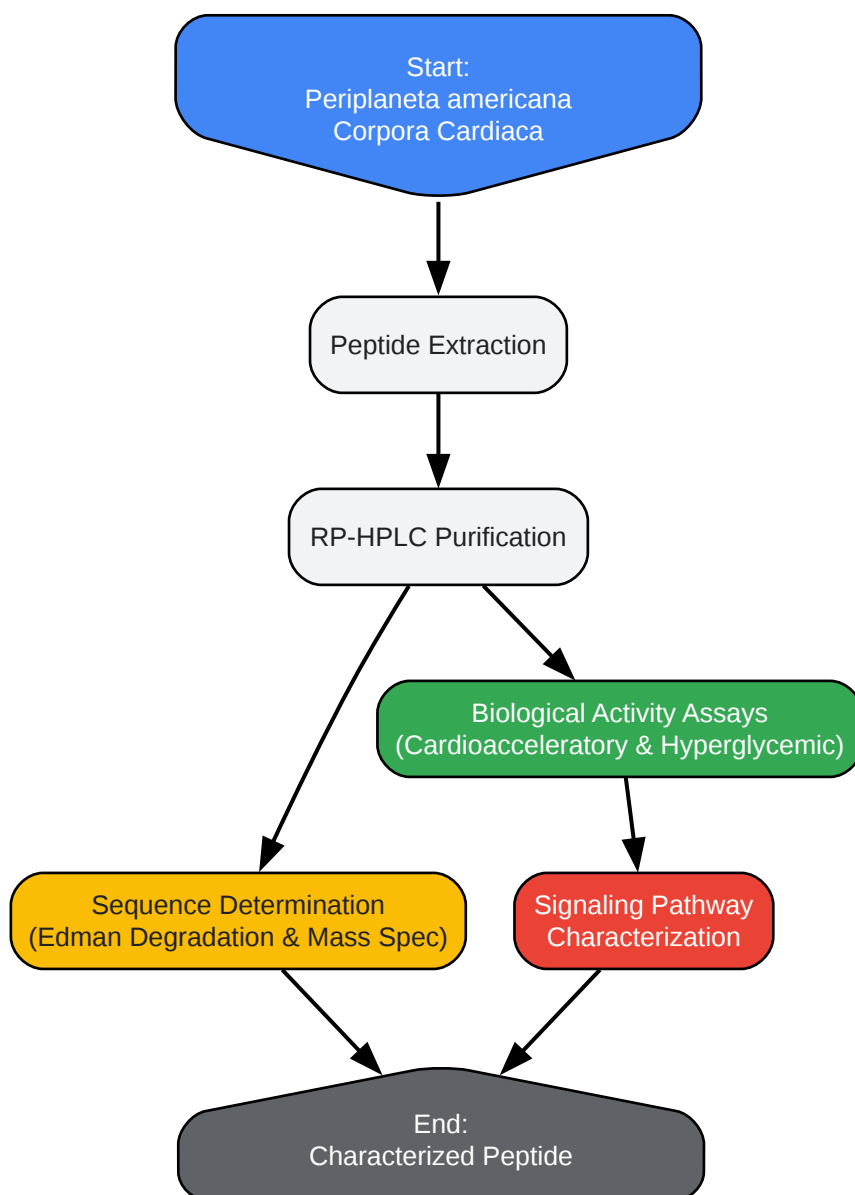 Start:
Periplaneta americana
Corpora Cardiaca
Peptide Extraction
RP-HPLC Purification
Biological Activity Assays
(Cardioacceleratory & Hyperglycemic)
Sequence Determination
(Edman Degradation & Mass Spec)
Signaling Pathway
Characterization
End:
Characterized Peptide